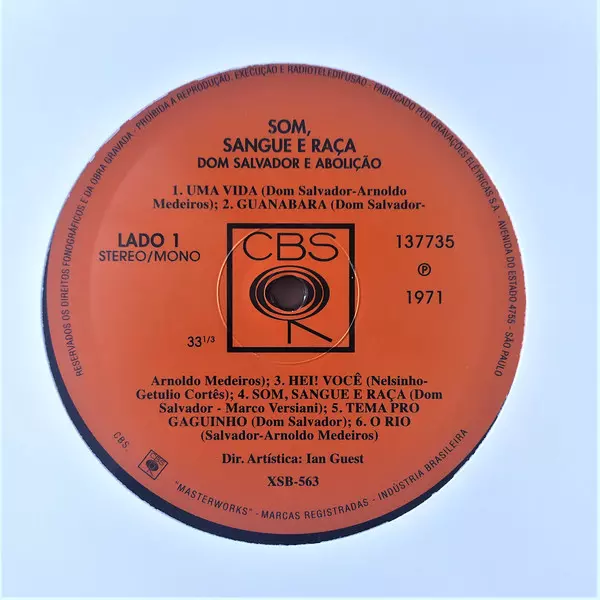 RESERVADOS OS DIREITOS FONOGRÁFICOS E DA OBRA GRAVADA - PROIBIDA A REPRODUÇÃO, EXECUÇÃO E RADIOTELEDIFUSÃO - FABRICADO POR GRAVAÇÕES ELÉTRICAS S.A. - AVENIDA DO ESTADO 4755 - SÃO PAULO
SOM,
SANGUE E RAÇA
DOM SALVADOR E ABOLIÇÃO
1. UMA VIDA (Dom Salvador-Arnoldo
Medeiros); 2. GUANABARA (Dom Salvador-
LADO 1
STEREO/MONO
CBS
137735
℗
1971
33 1/3
Arnoldo Medeiros); 3. HEI! VOCÊ (Nelsinho-
Getulio Cortês); 4. SOM, SANGUE E RAÇA (Dom
Salvador - Marco Versiani); 5. TEMA PRO
GAGUINHO (Dom Salvador); 6. O RIO
(Salvador-Arnoldo Medeiros)
Dir. Artística: Ian Guest
XSB-563
CBS. "MASTERWORKS" - MARCAS REGISTRADAS - INDÚSTRIA BRASILEIRA